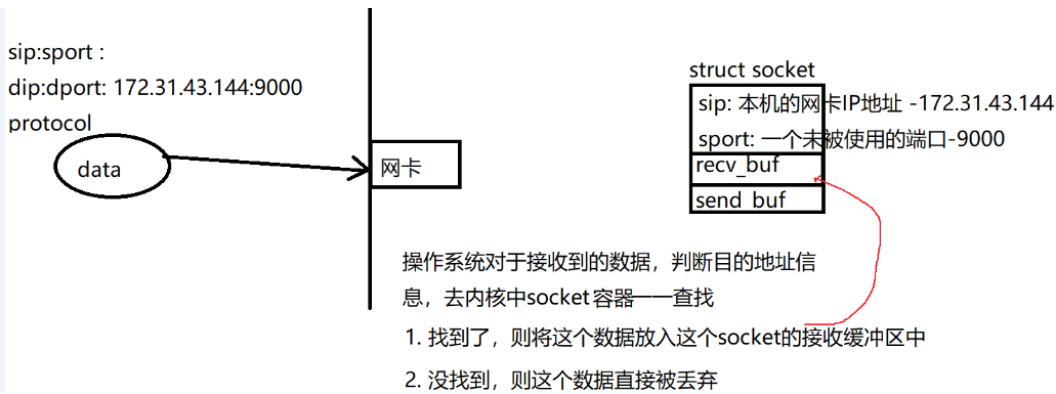 sip:sport :
dip:dport: 172.31.43.144:9000
protocol
data
网卡
struct socket
sip: 本机的网卡IP地址 -172.31.43.144
sport: 一个未被使用的端口-9000
recv_buf
send_buf
操作系统对于接收到的数据，判断目的地址信
息，去内核中socket容器一一查找
1. 找到了，则将这个数据放入这个socket的接收缓冲区中
2. 没找到，则这个数据直接被丢弃